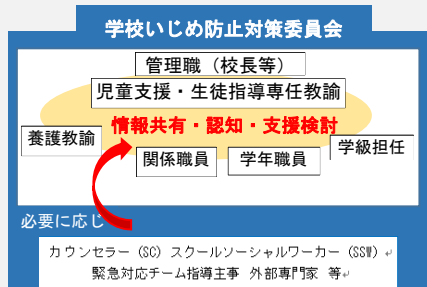 学校いじめ防止対策委員会
管理職（校長等）
児童支援・生徒指導専任教諭
情報共有・認知・支援検討
養護教諭
関係職員
学年職員
学級担任
必要に応じ
カウンセラー（SC）スクールソーシャルワーカー（SSW）
緊急対応チーム指導主事 外部専門家 等